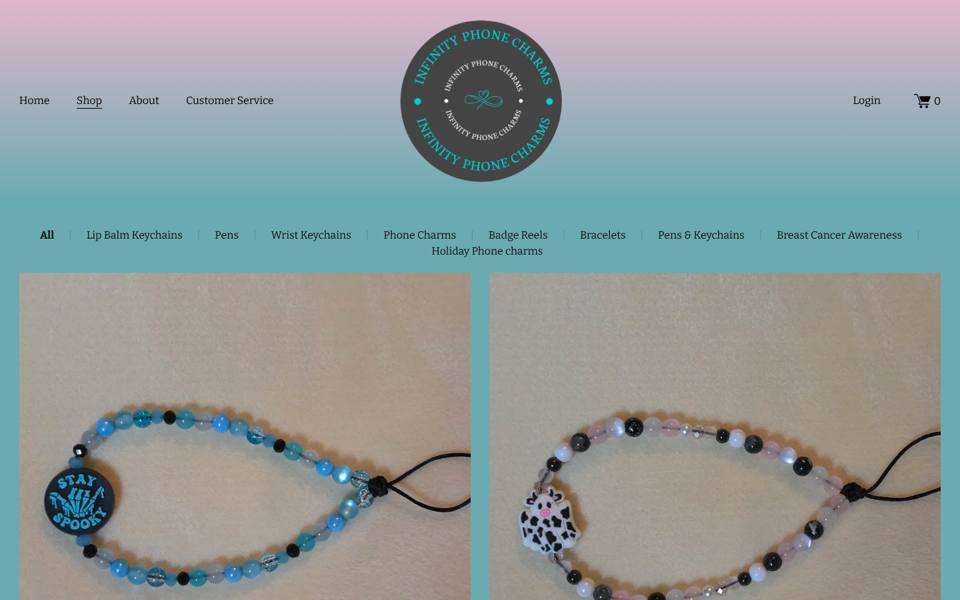 Home
Shop
About
Customer Service
INFINITY PHONE CHARMS
INFINITY PHONE CHARMS
INFINITY PHONE CHARMS
INFINITY PHONE CHARMS
Login
0
All | Lip Balm Keychains | Pens | Wrist Keychains | Phone Charms | Badge Reels | Bracelets | Pens & Keychains | Breast Cancer Awareness |
Holiday Phone charms
STAY
SPOOKY